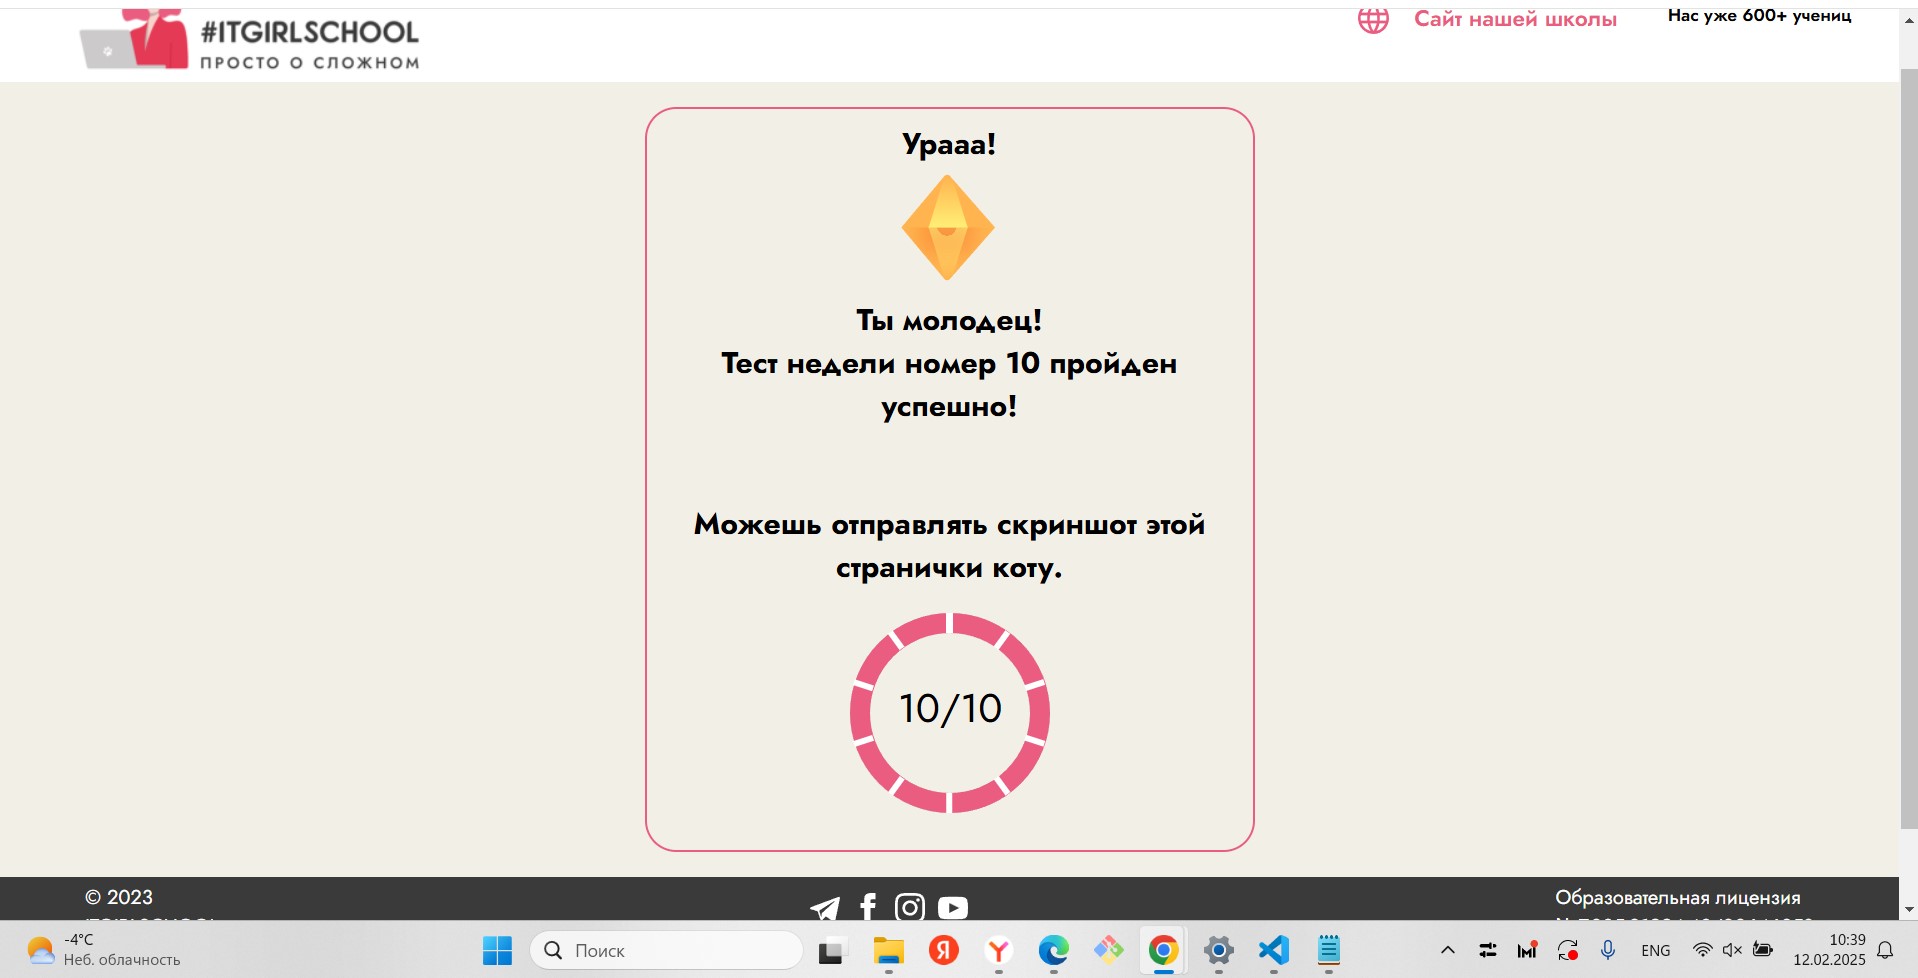 #ITGIRLSCHOOL
ПРОСТО О СЛОЖНОМ
Сайт нашей школы
Нас уже 600+ учениц
Урааа!
Ты молодец!
Тест недели номер 10 пройден
успешно!
Можешь отправлять скриншот этой
странички коту.
10/10
© 2023
Образовательная лицензия
-4°C
Неб. облачность
Поиск
ENG
10:39
12.02.2025